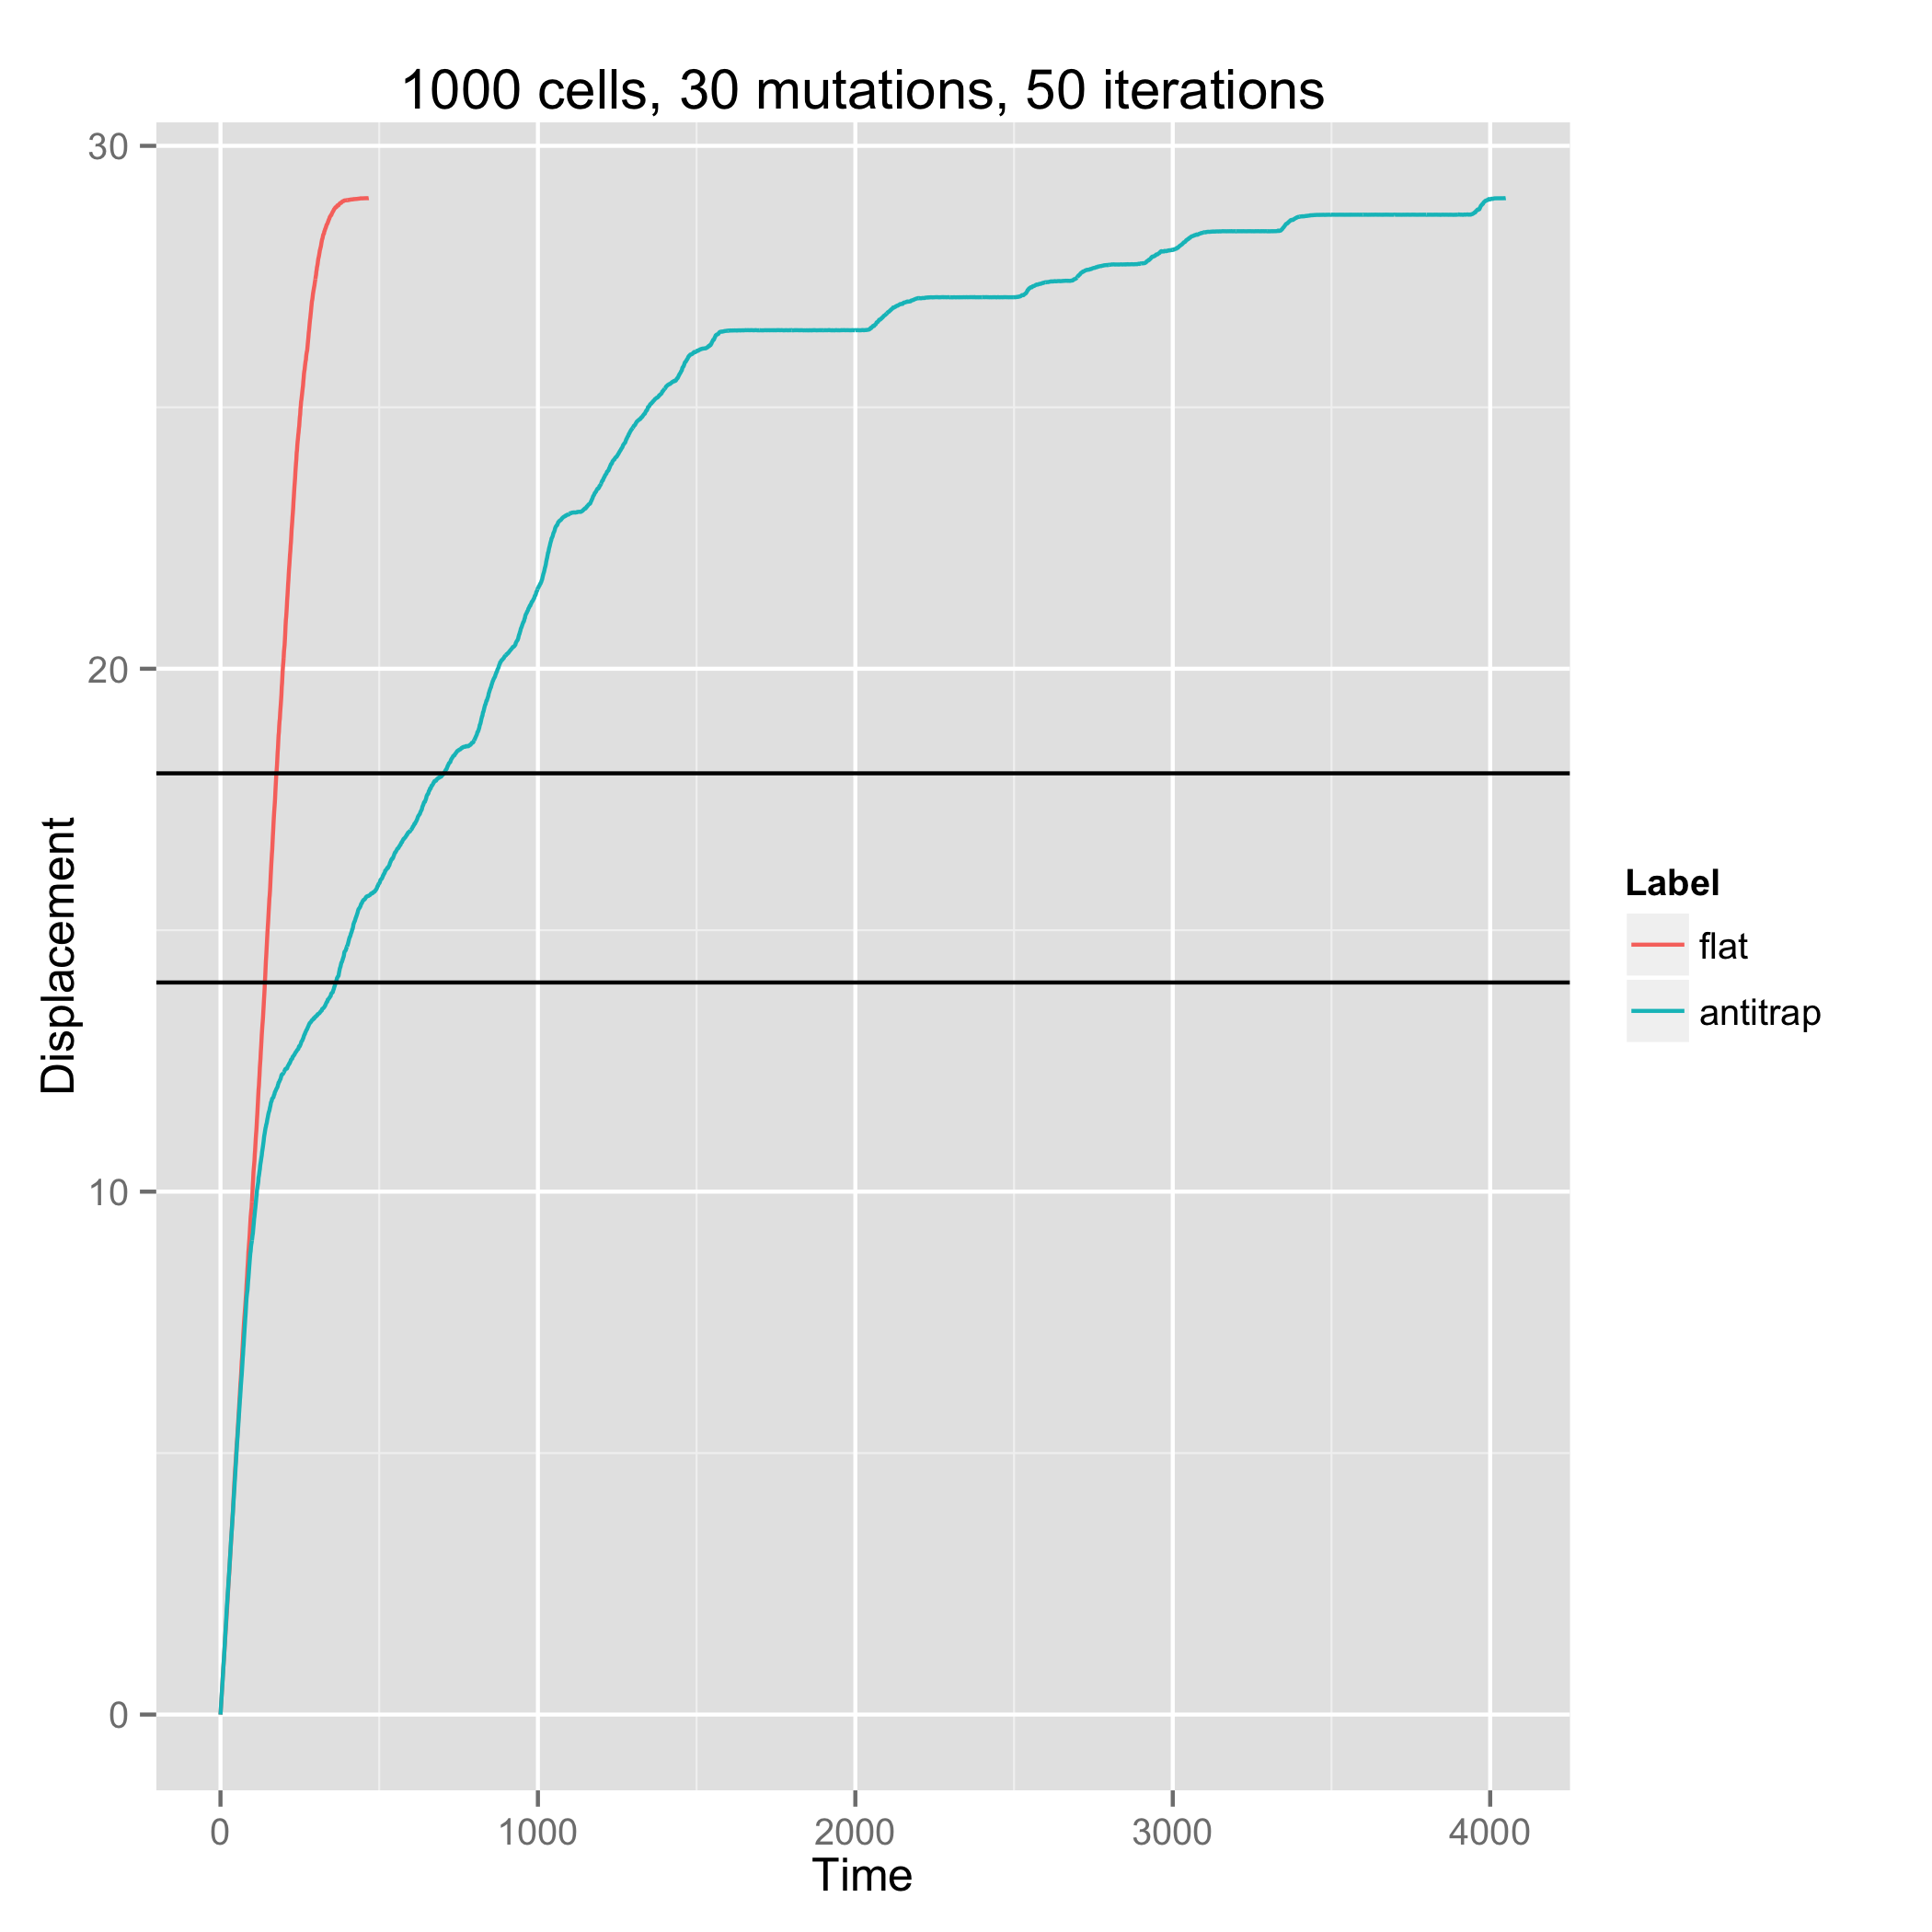 1000 cells, 30 mutations, 50 iterations
30
20
10
0
Displacement
0 1000 2000 3000 4000
Time
Label
flat
antitrap